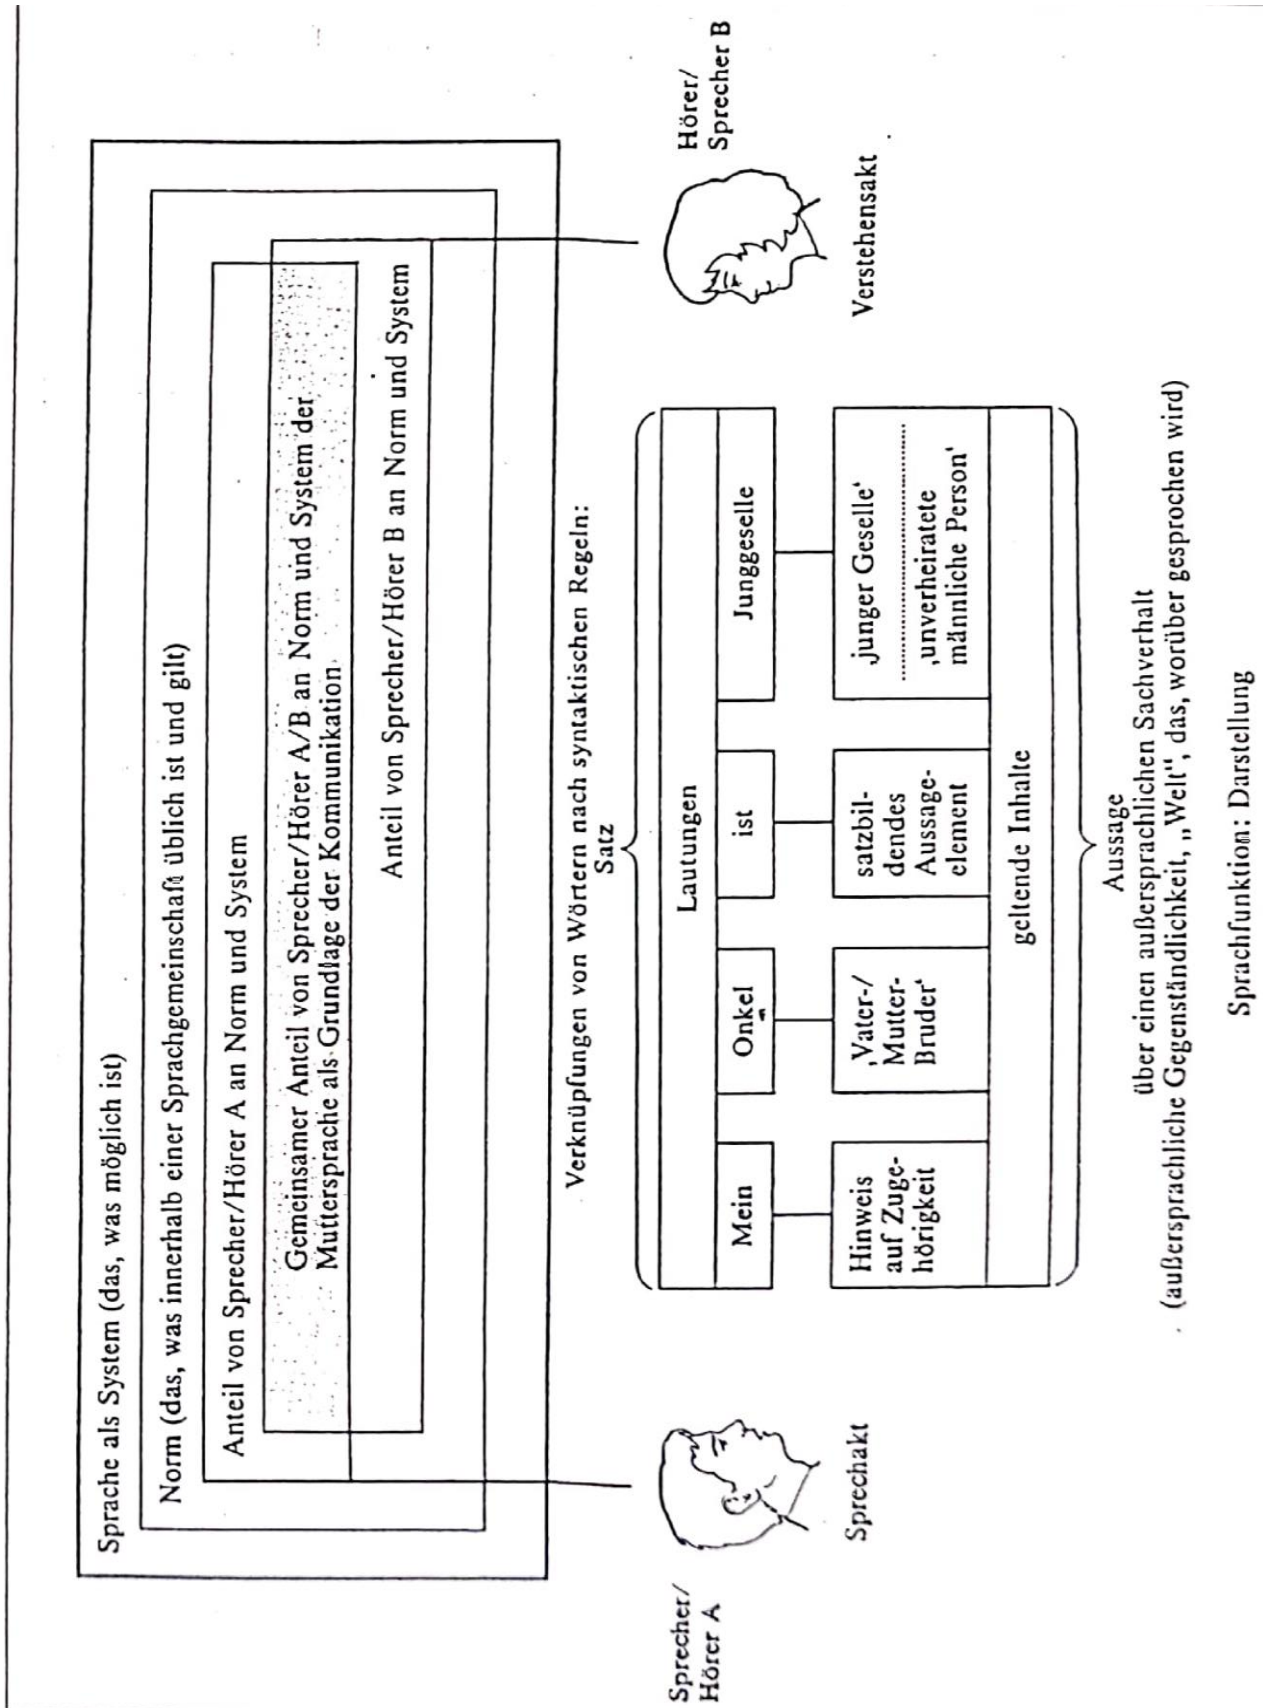 Sprache als System (das, was möglich ist)
Norm (das, was innerhalb einer Sprachgemeinschaft üblich ist und gilt)
Anteil von Sprecher/Hörer A an Norm und System
Gemeinsamer Anteil von Sprecher/Hörer A/B an Norm und System der
Muttersprache als Grundlage der Kommunikation
Anteil von Sprecher/Hörer B an Norm und System
Sprecher/
Hörer A
Sprechakt
Hörer/
Sprecher B
Verstehensakt
Verknüpfungen von Wörtern nach syntaktischen Regeln:
Satz
Lautungen
Mein
Onkel
ist
Junggeselle
Hinweis
auf Zuge-
hörigkeit
‚Vater-/
Mutter-
Bruder‘
satzbil-
dendes
Aussage-
element
‚junger Geselle‘
‚unverheiratete
männliche Person‘
geltende Inhalte
Aussage
über einen außersprachlichen Sachverhalt
(außersprachliche Gegenständlichkeit, „Welt“, das, worüber gesprochen wird)
Sprachfunktion: Darstellung